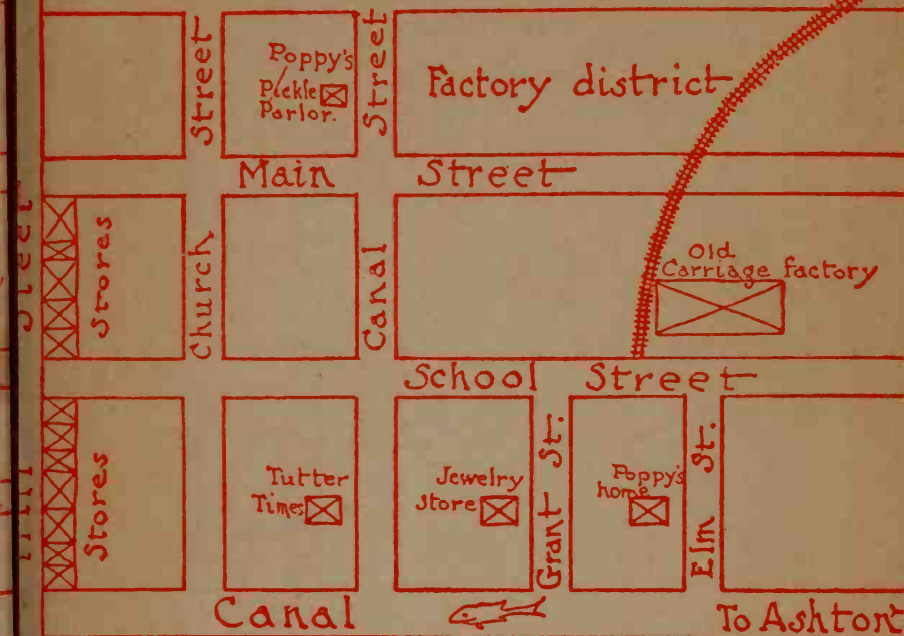 Street
Poppy's
Pickle
Parlor.
Street
Factory district
Main Street
Stores
Church
Canal
Old
Carriage factory
School Street
Stores
Tutter
Times
Jewelry
Store
Grant St.
Poppy's
home
Elm St.
Canal
To Ashton